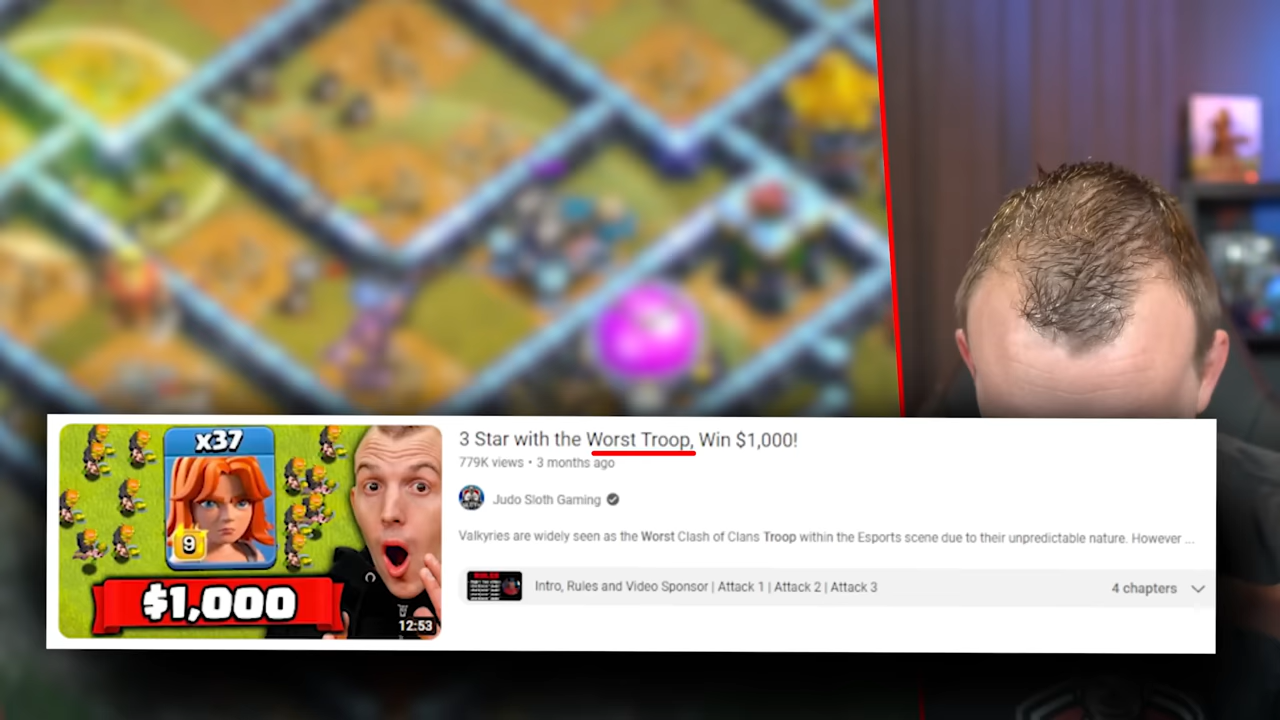 x37
9
$1,000
12:53
3 Star with the Worst Troop, Win $1,000!
779K views • 3 months ago
Judo Sloth Gaming
Valkyries are widely seen as the Worst Clash of Clans Troop within the Esports scene due to their unpredictable nature. However ...
Intro, Rules and Video Sponsor | Attack 1 | Attack 2 | Attack 3
4 chapters